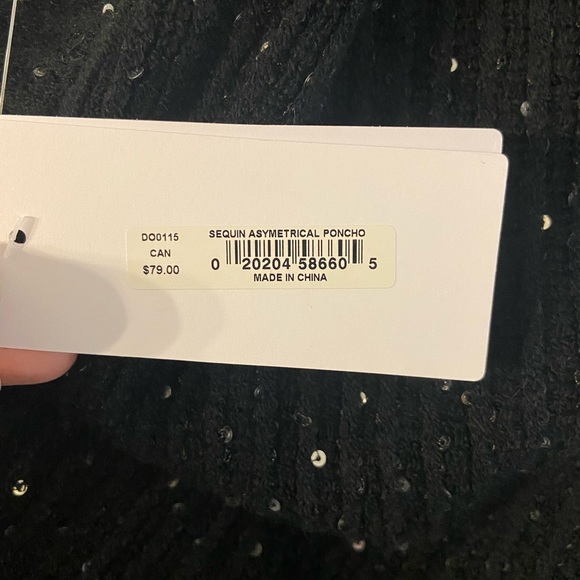 DO0115
CAN
$79.00
SEQUIN ASYMETRICAL PONCHO
0 20204 58660 5
MADE IN CHINA